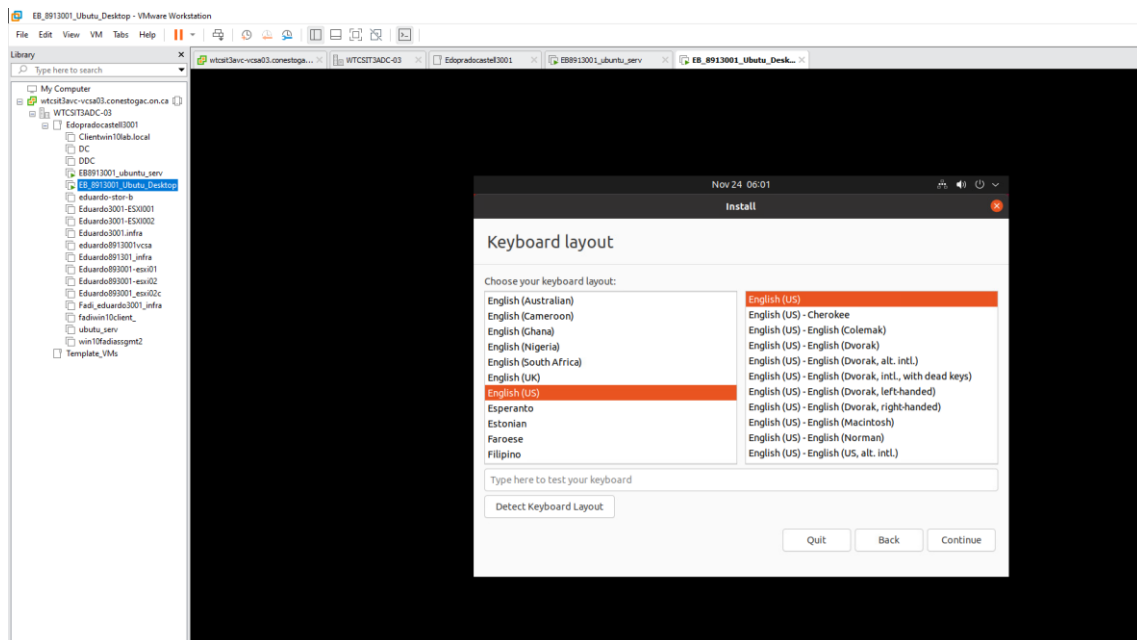 EB_8913001_Ubutu_Desktop - VMware Workstation
File Edit View VM Tabs Help
Library
Type here to search
wtcsit3avc-vcsa03.conestoga... WTCSIT3ADC-03 Edopradocastell3001 EB8913001_ubuntu_serv EB_8913001_Ubutu_Desk...
My Computer
wtcsit3avc-vcsa03.conestogac.on.ca
WTCSIT3ADC-03
Edopradocastell3001
Clientwin10lab.local
DC
DDC
EB8913001_ubuntu_serv
EB_8913001_Ubutu_Desktop
eduardo-stor-b
Eduardo3001-ESXI001
Eduardo3001-ESXI002
Eduardo3001.infra
eduardo8913001vcsa
Eduardo891301_infra
Eduardo893001-esxi01
Eduardo893001-esxi02
Eduardo893001_esxi02c
Fadi_eduardo3001_infra
fadiwin10client_
ubutu_serv
win10fadiassgmt2
Template_VMs
Nov 24 06:01
Install
Keyboard layout
Choose your keyboard layout:
English (Australian)
English (Cameroon)
English (Ghana)
English (Nigeria)
English (South Africa)
English (UK)
English (US)
Esperanto
Estonian
Faroese
Filipino
English (US)
English (US) - Cherokee
English (US) - English (Colemak)
English (US) - English (Dvorak)
English (US) - English (Dvorak, alt. intl.)
English (US) - English (Dvorak, intl., with dead keys)
English (US) - English (Dvorak, left-handed)
English (US) - English (Dvorak, right-handed)
English (US) - English (Macintosh)
English (US) - English (Norman)
English (US) - English (US, alt. intl.)
Type here to test your keyboard
Detect Keyboard Layout
Quit Back Continue